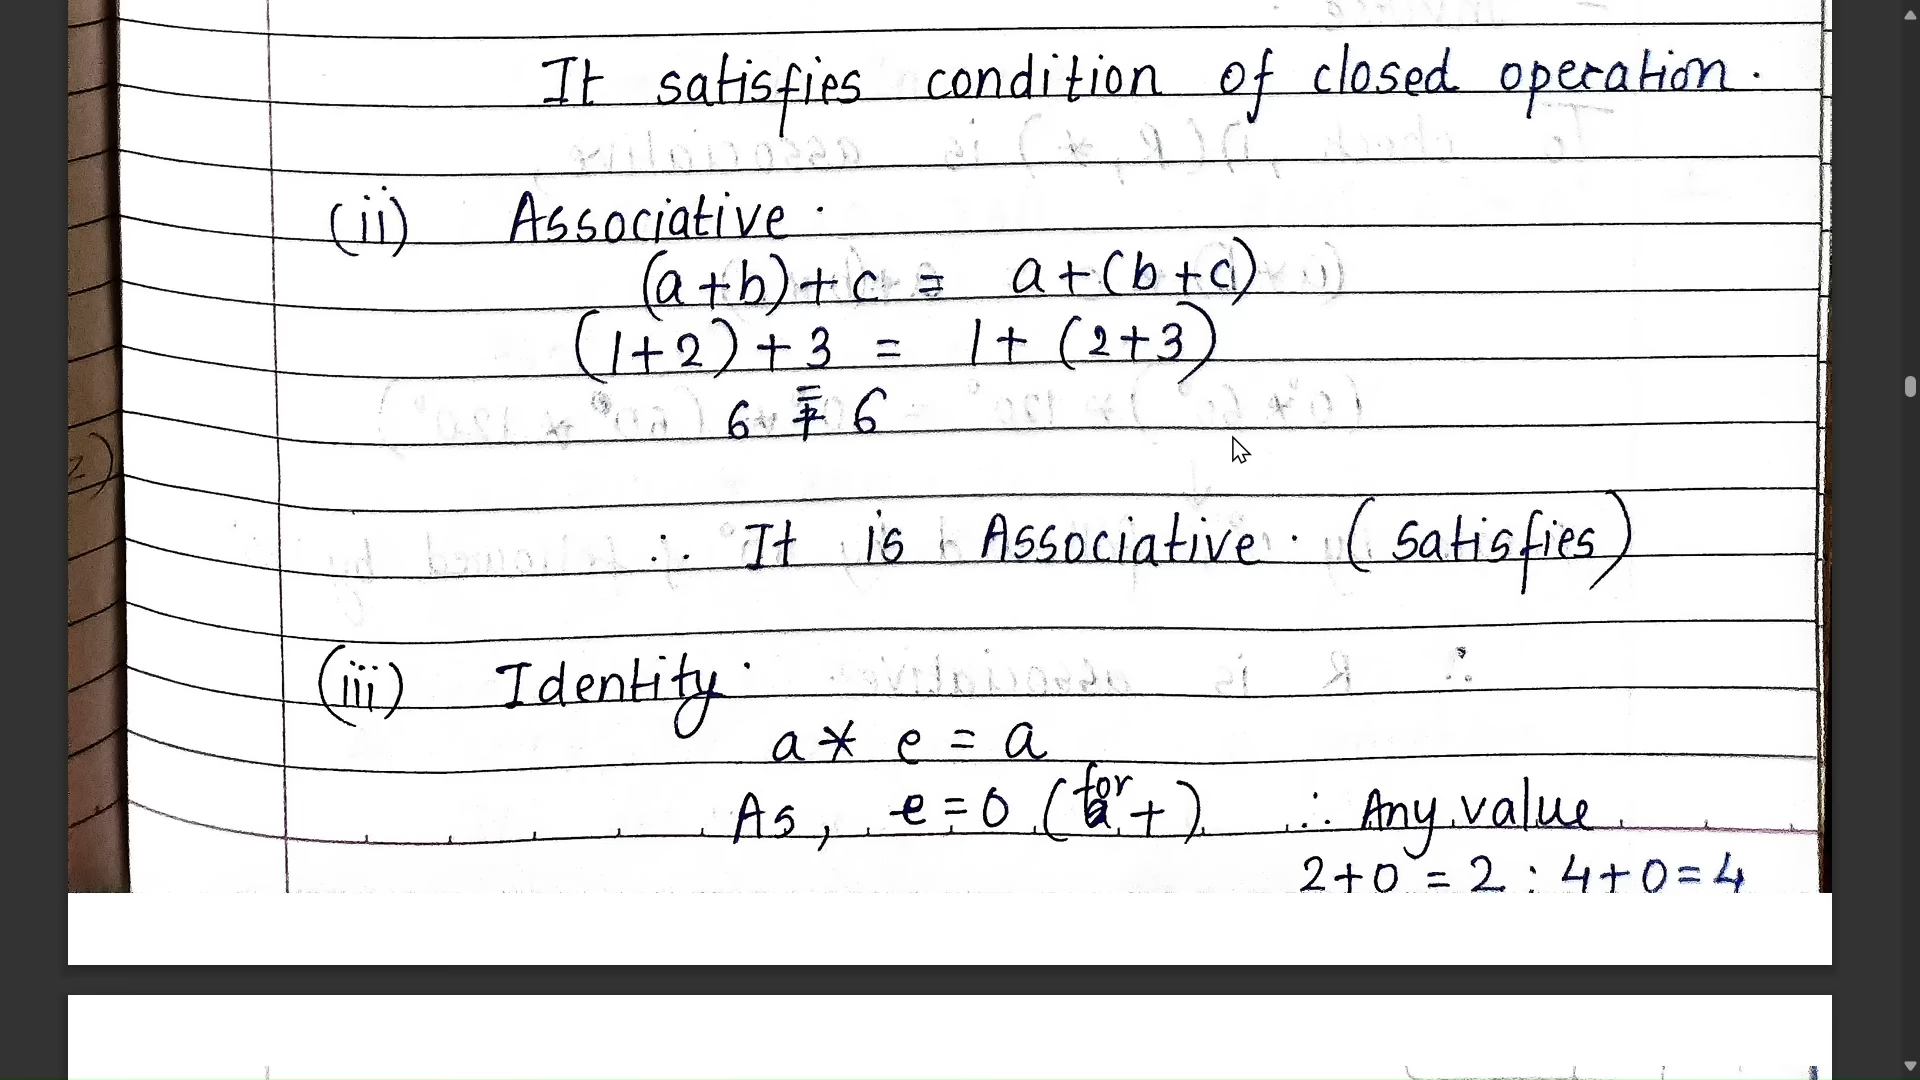 It satisfies condition of closed operation.
(ii) Associative.
(a+b)+c = a+(b+c)
(1+2)+3 = 1+(2+3)
6 = 6
∴ It is Associative. (satisfies)
(iii) Identity.
a * e = a
As, e=0 (for +) ∴ Any value
2+0 = 2 ; 4+0=4